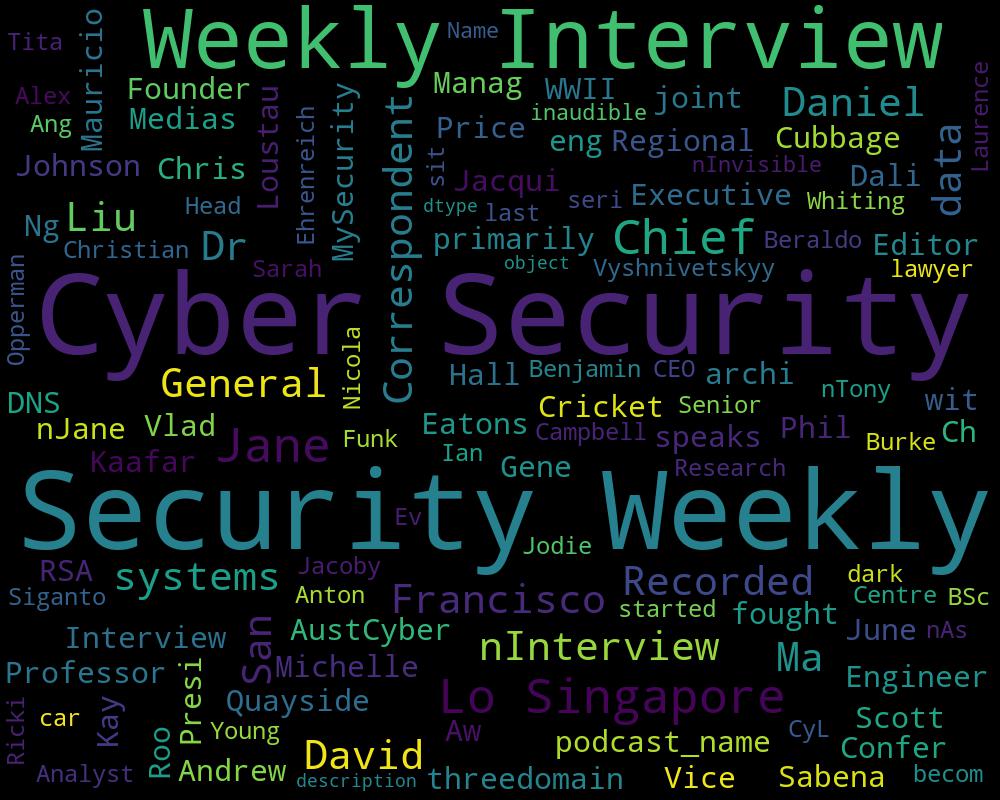 Weekly Interview
Name
Tita
Mauricio
Alex
Ang
Founder
Medias
Loustau
Ehrenreich
MySecurity
Correspondent
Manag
WWII
joint
inaudible
Daniel
Laurence
Price
eng
Regional
Cubbage
data
Johnson
Chris
sit
Jacqui
nInvisible
Dali
Head
dtype
last
seri
Executive
Whiting
Ng
Liu
Christian
Dr
primarily
Chief
Beraldo
Editor
Sarah
object
Vyshnivetskyy
lawyer
Opperman
Cyber Security
Nicola
General
Hall
Benjamin
CEO
archi
nTony
wit
DNS
Cricket
Senior
nJane
Vlad
Jane
Funk
Eatons
Campbell
speaks
Phil
Burke
Ch
Kaafar
Ian
Gene
Research
Security Weekly
Ev
Jodie
RSA
systems
Jacoby
Anton
Francisco
Recorded
dark
Siganto
started
fought
Centre
BSc
Interview
San
AustCyber
nInterview
Ma
June
nAs
Professor
Presi
Michelle
Engineer
Ricki
car
Kay
Roo
Young
Quayside
Lo Singapore
Aw
CyL
Scott
podcast_name
Confer
Analyst
Andrew
David
description
threedomain
Vice
Sabena
becom